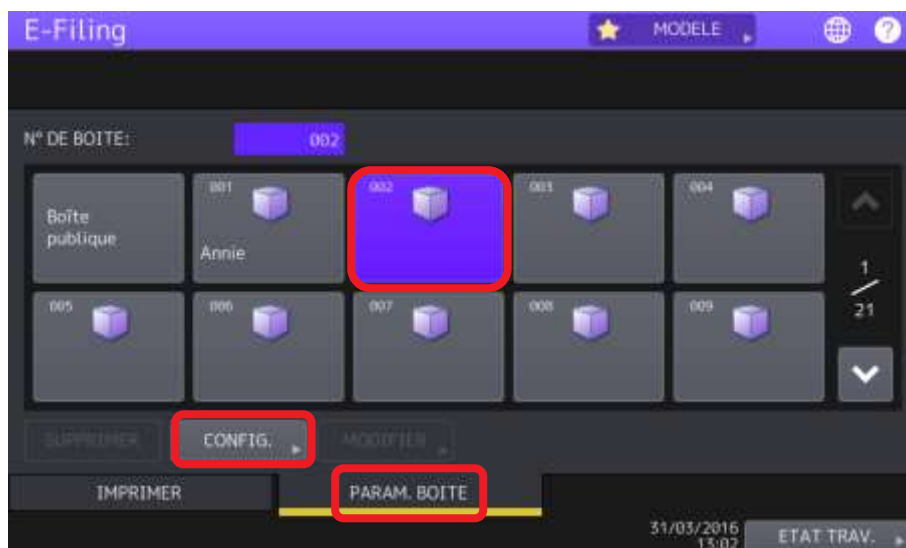 E-Filing
MODELE
?
N° DE BOITE: 002
Boîte publique
001
Annie
002
003
004
1
21
005
006
007
008
009
SUPPRIMER
CONFIG.
MODIFIER
IMPRIMER
PARAM. BOITE
31/03/2016
13:02
ETAT TRAV.